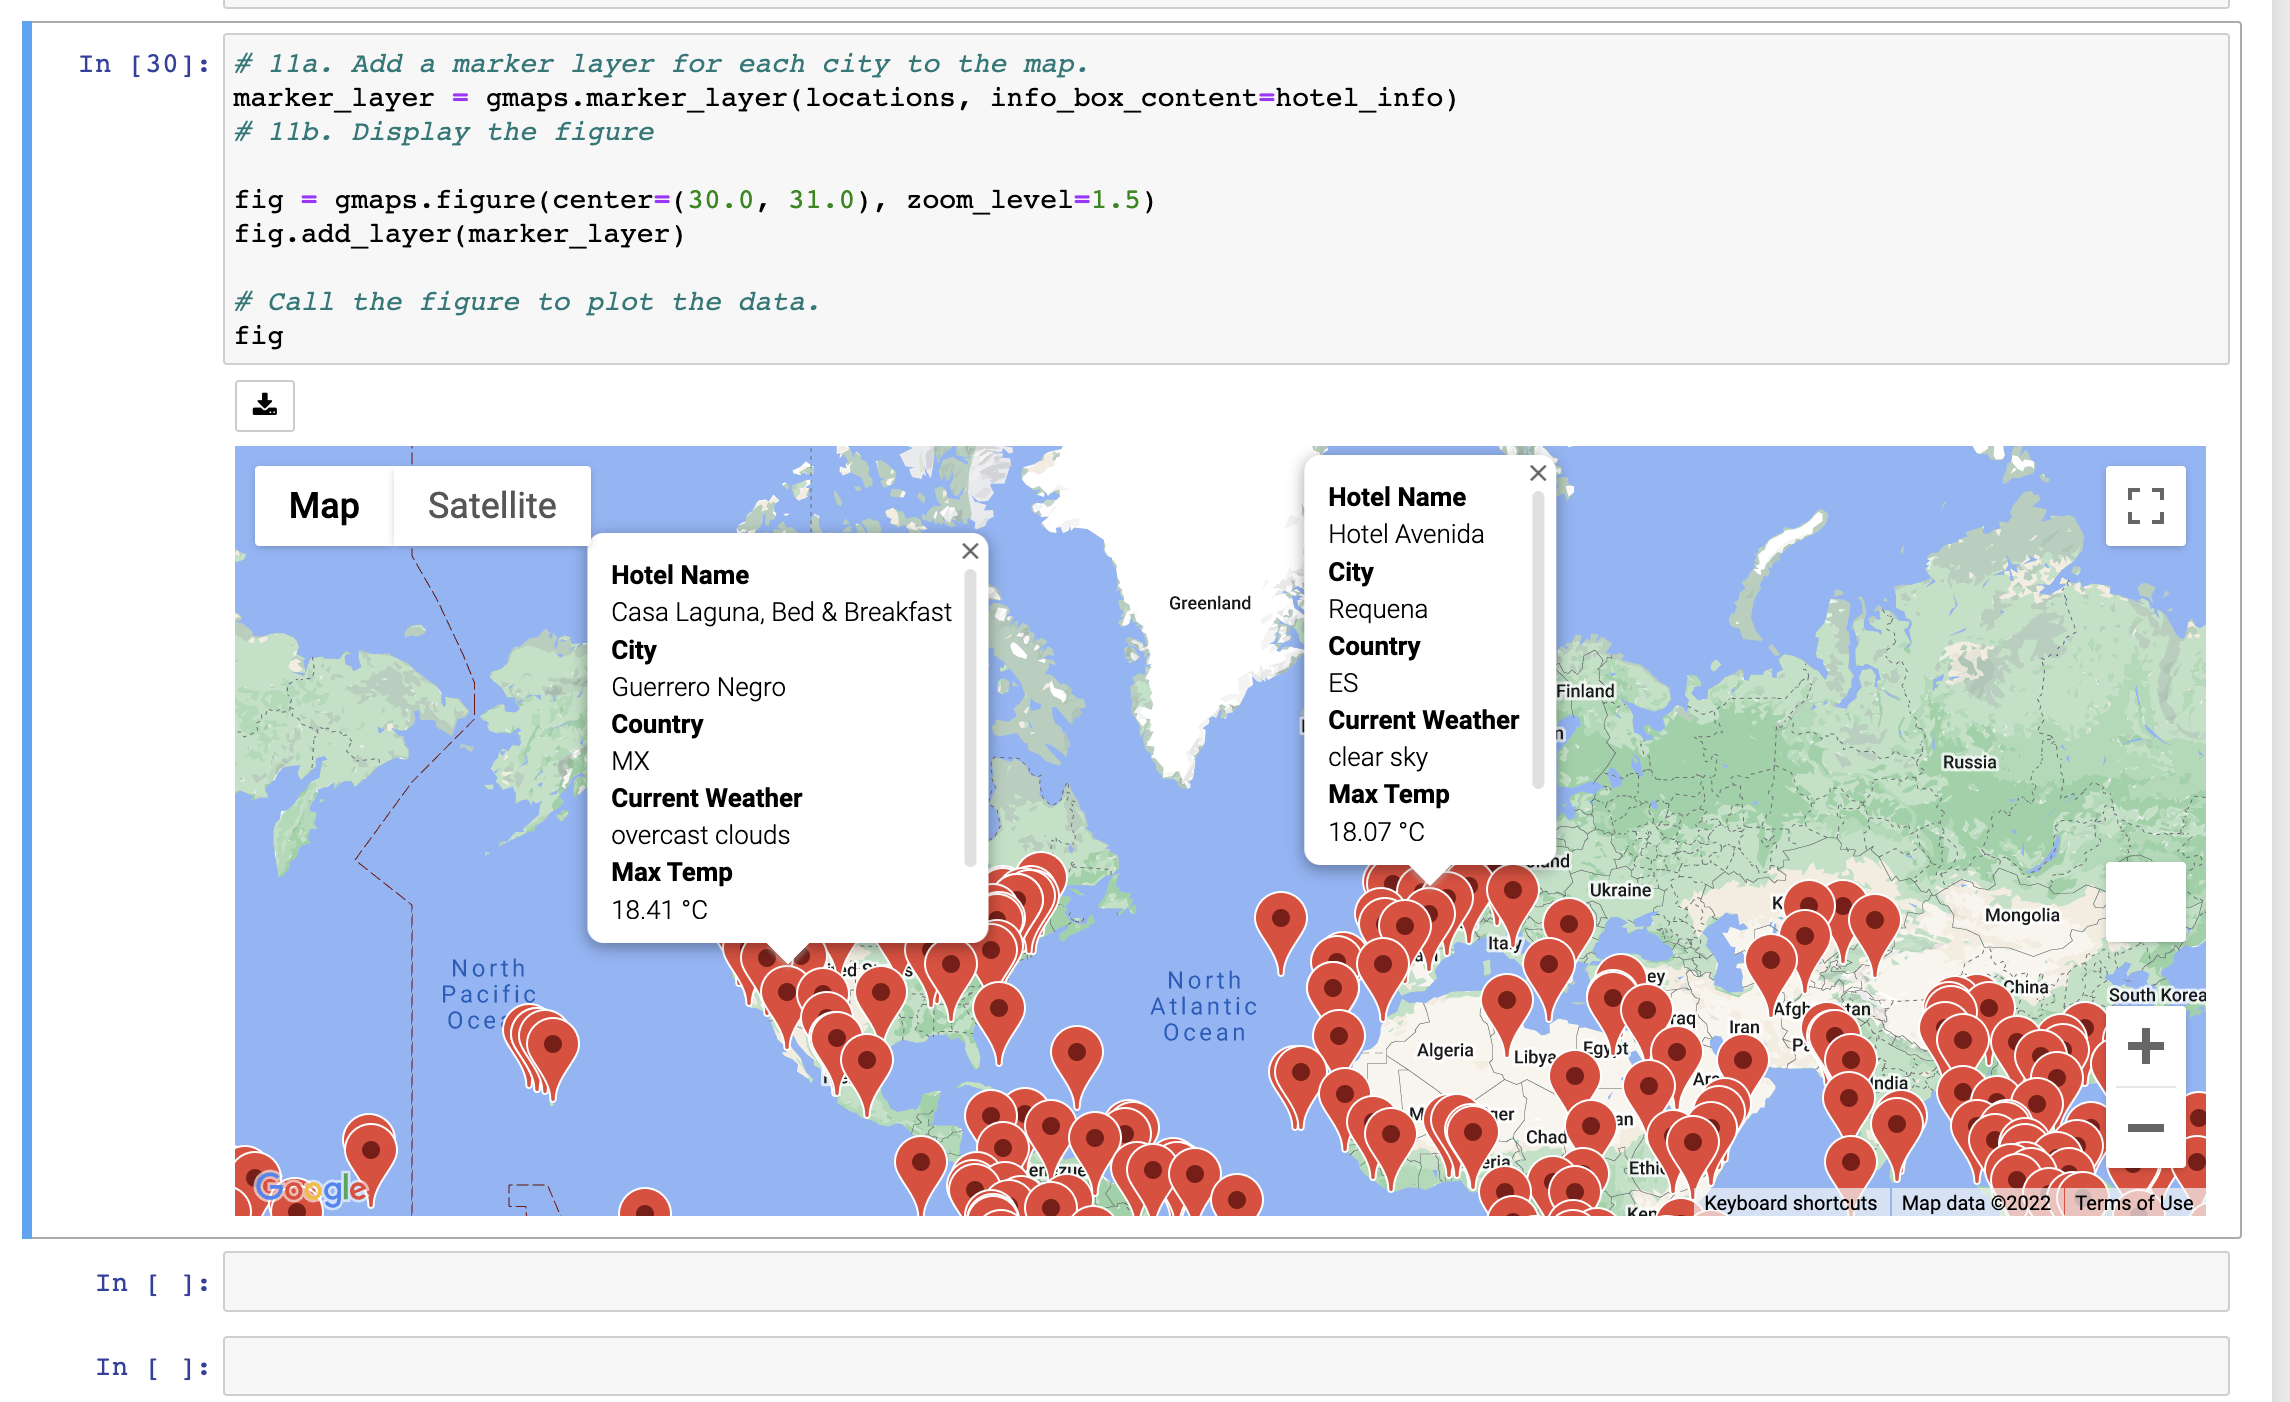 In [30]:
# 11a. Add a marker layer for each city to the map.
marker_layer = gmaps.marker_layer(locations, info_box_content=hotel_info)
# 11b. Display the figure
fig = gmaps.figure(center=(30.0, 31.0), zoom_level=1.5)
fig.add_layer(marker_layer)
# Call the figure to plot the data.
fig
Map
Satellite
Hotel Name
Casa Laguna, Bed & Breakfast
City
Guerrero Negro
Country
MX
Current Weather
overcast clouds
Max Temp
18.41 °C
Hotel Name
Hotel Avenida
City
Requena
Country
ES
Current Weather
clear sky
Max Temp
18.07 °C
Greenland
Finland
Russia
Ukraine
Mongolia
Italy
North
Pacific
North
Atlantic
Ocean
China
South Korea
Iran
Algeria
Libya
Egypt
Chad
Google
Keyboard shortcuts
Map data ©2022
Terms of Use
In [ ]:
In [ ]: